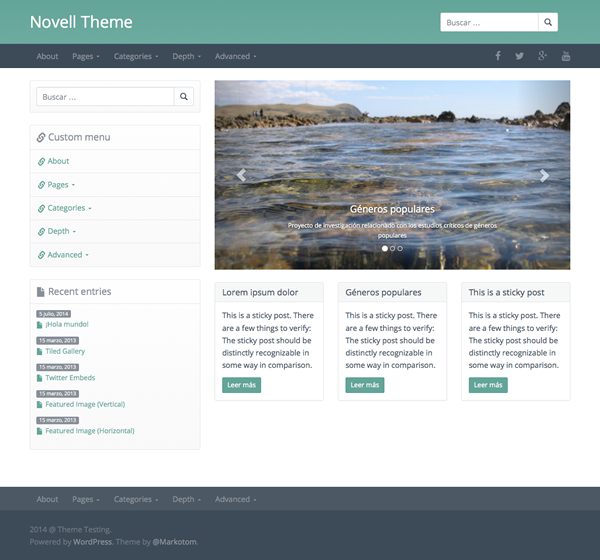 Novell Theme
Buscar ...
About Pages Categories Depth Advanced
Buscar ...
Custom menu
About
Pages
Categories
Depth
Advanced
Recent entries
5 julio, 2014
¡Hola mundo!
15 marzo, 2013
Tiled Gallery
15 marzo, 2013
Twitter Embeds
15 marzo, 2013
Featured Image (Vertical)
15 marzo, 2013
Featured Image (Horizontal)
Géneros populares
Proyecto de investigación relacionado con los estudios críticos de géneros
populares
Lorem ipsum dolor
This is a sticky post. There
are a few things to verify:
The sticky post should be
distinctly recognizable in
some way in comparison.
Leer más
Géneros populares
This is a sticky post. There
are a few things to verify:
The sticky post should be
distinctly recognizable in
some way in comparison.
Leer más
This is a sticky post
This is a sticky post. There
are a few things to verify:
The sticky post should be
distinctly recognizable in
some way in comparison.
Leer más
About Pages Categories Depth Advanced
2014 @ Theme Testing.
Powered by WordPress. Theme by @Markotom.